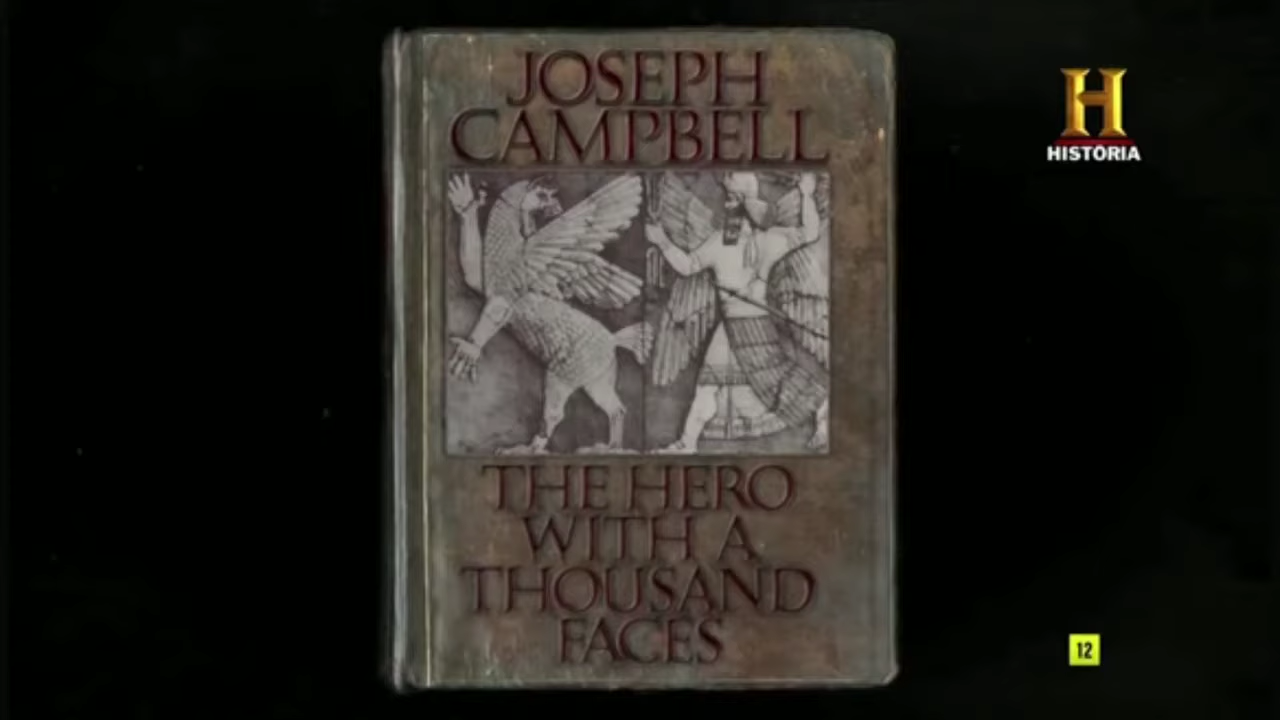 JOSEPH
CAMPBELL
THE HERO
WITH A
THOUSAND
FACES
H
HISTORIA
12